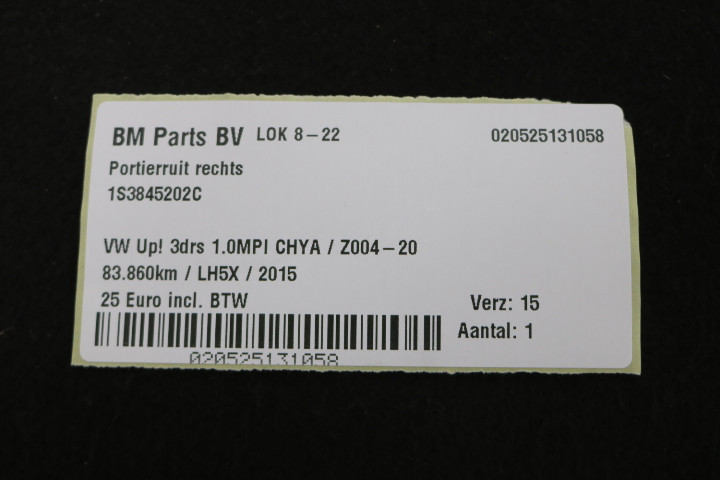 BM Parts BV LOK 8-22 020525131058
Portierruit rechts
1S3845202C
VW Up! 3drs 1.0MPI CHYA / Z004-20
83.860km / LH5X / 2015
25 Euro incl. BTW Verz: 15
Aantal: 1
020525131058